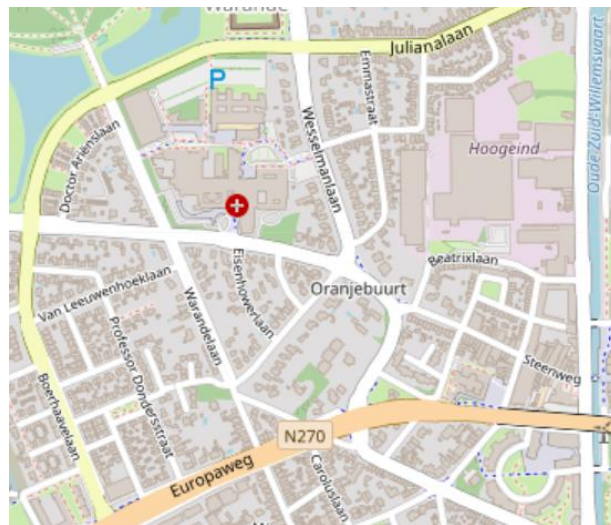 Warande
Julianalaan
P
Emmastraat
Wesselmanlaan
Doctor Ariënslaan
Hoogeind
Oude Zuid-Willemsvaart
Beatrixlaan
Oranjebuurt
Eisenhowerlaan
Van Leeuwenhoeklaan
Warandelaan
Professor Dondersstraat
Boerhaavelaan
Steenweg
N270
Europaweg
Caroluslaan